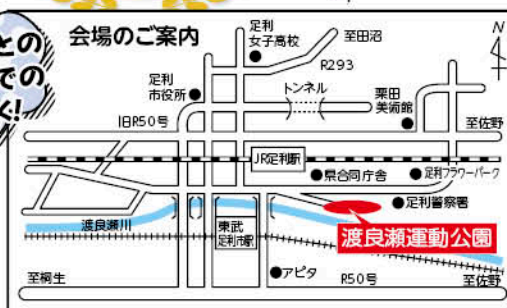 との
での
く!
会場のご案内
足利
女子高校
至田沼
N
R293
足利
市役所
トンネル
栗田
美術館
旧R50号
至佐野
JR足利駅
県合同庁舎
足利フラワーパーク
足利警察署
渡良瀬川
東武
足利市駅
渡良瀬運動公園
アピタ
至桐生
R50号
至佐野